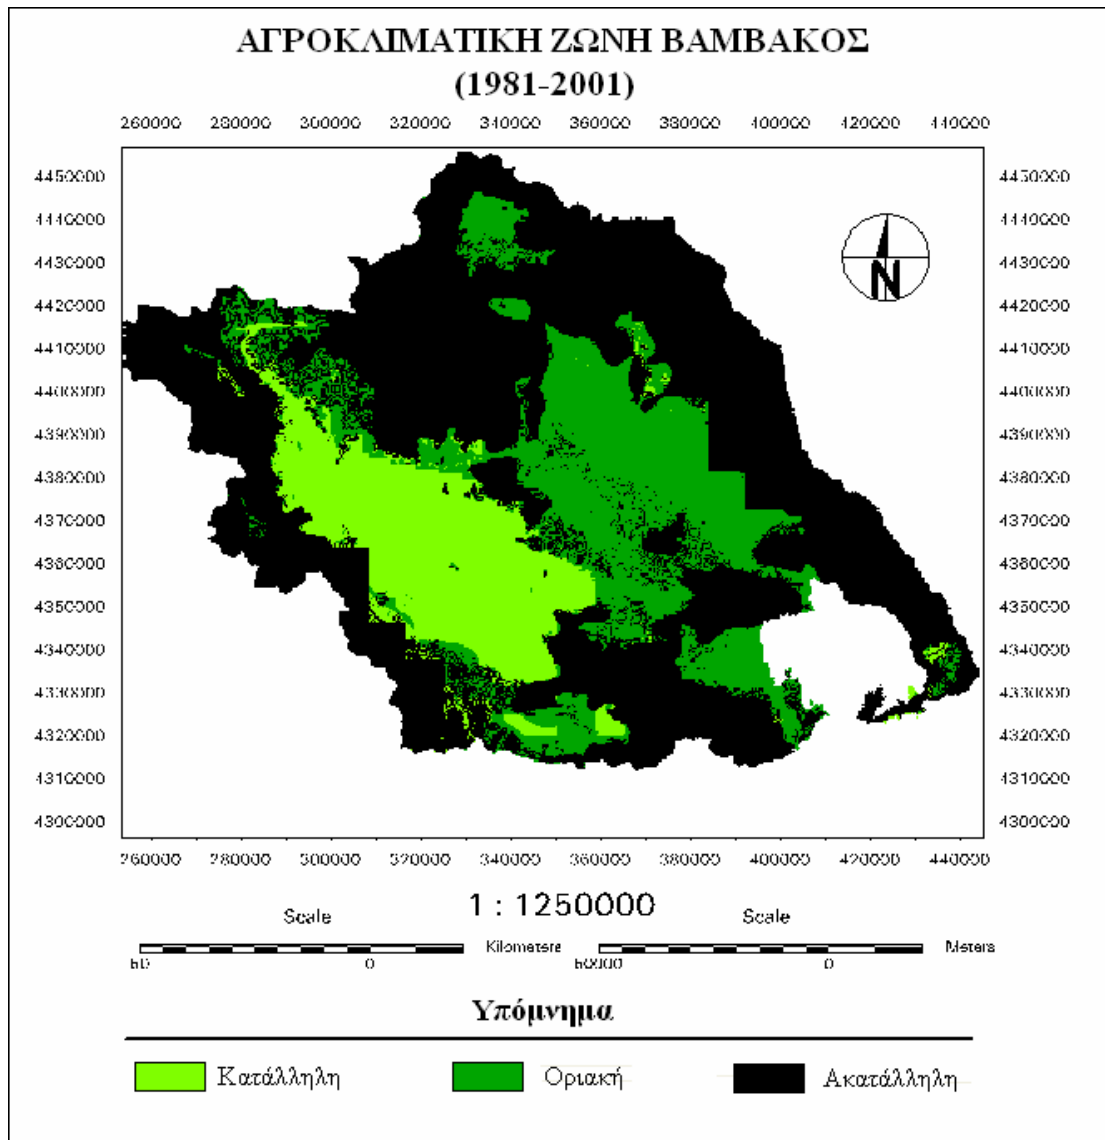 ΑΓΡΟΚΛΙΜΑΤΙΚΗ ΖΩΝΗ ΒΑΜΒΑΚΟΣ
(1981-2001)
260000 280000 300000 320000 340000 360000 380000 400000 420000 440000
4450000 4450000
4440000 4440000
4430000 4430000
4420000 4420000
4410000 4410000
4400000 4400000
4390000 4390000
4380000 4380000
4370000 4370000
4360000 4360000
4350000 4350000
4340000 4340000
4330000 4330000
4320000 4320000
4310000 4310000
4300000 4300000
N
260000 280000 300000 320000 340000 360000 380000 400000 420000 440000
Scale 1 : 1250000 Scale
Kilometers Meters
50 0 50000 0
Υπόμνημα
Κατάλληλη Οριακή Ακατάλληλη